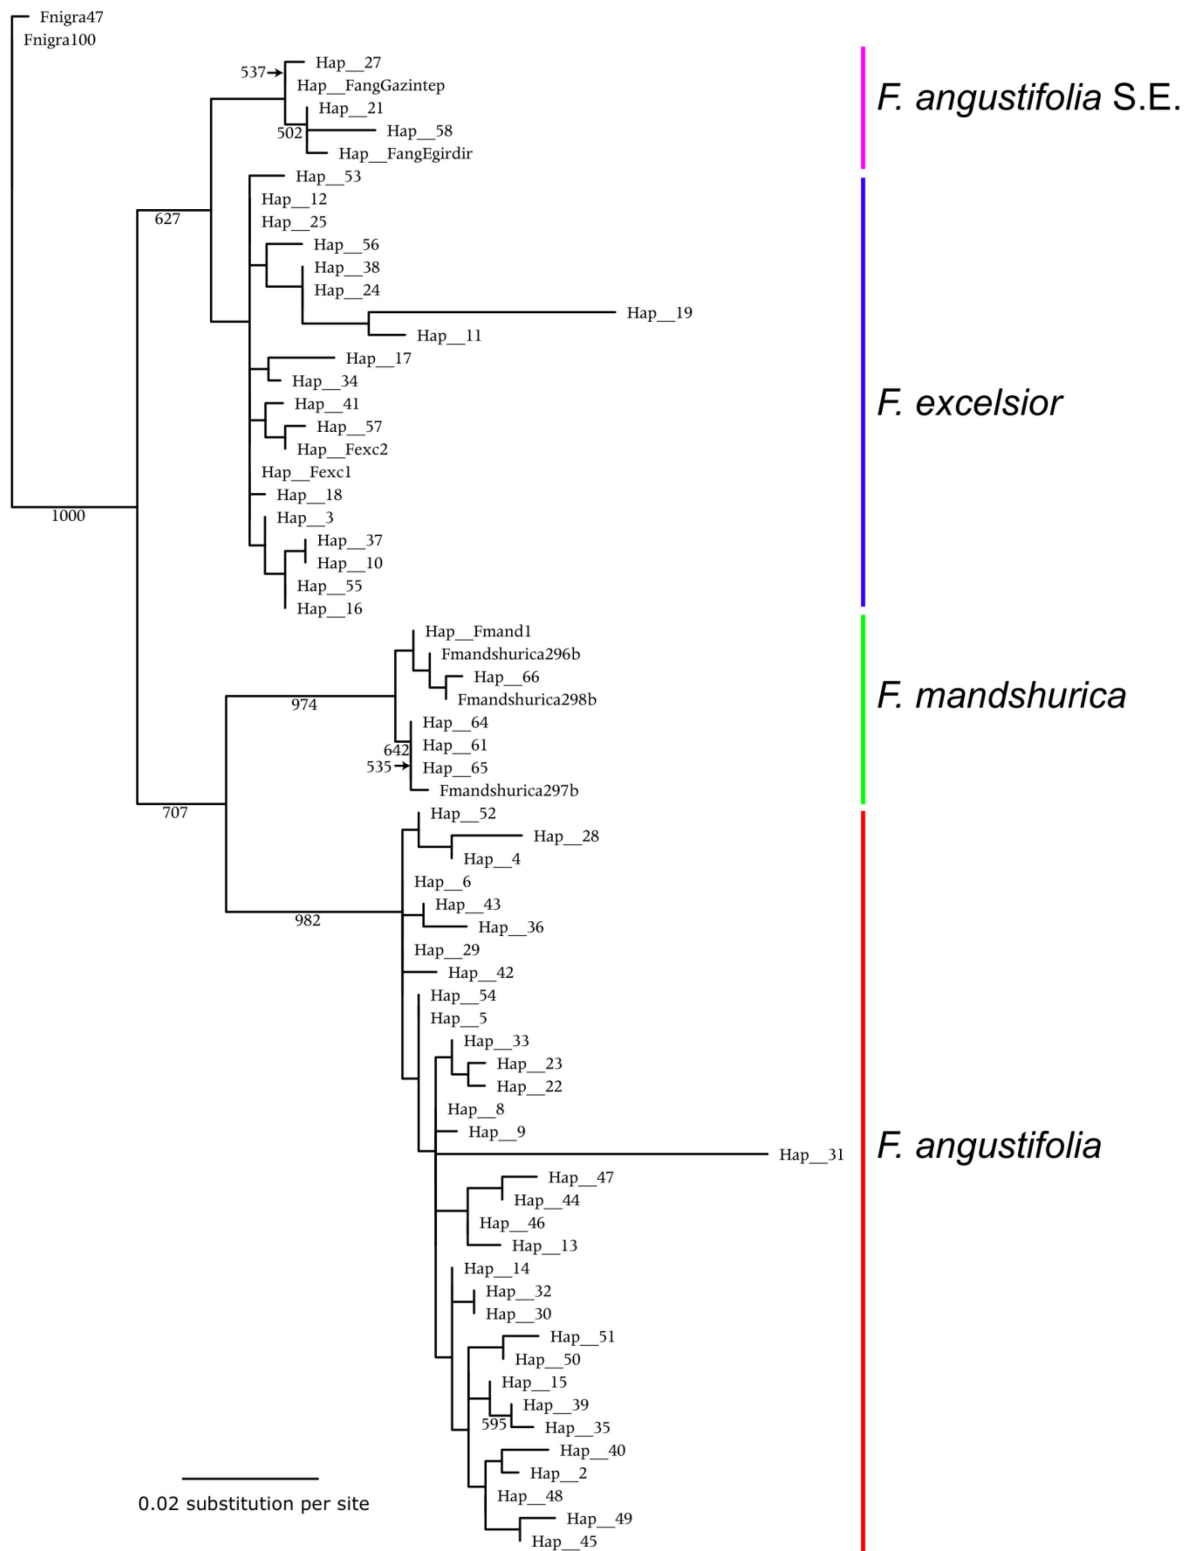 Fnigra47
Fnigra100
Hap__27
537
Hap__FangGazintep
F. angustifolia S.E.
Hap__21
502
Hap__58
Hap__FangEgirdir
Hap__53
Hap__12
627
Hap__25
Hap__56
Hap__38
Hap__24
Hap__19
Hap__11
Hap__17
Hap__34
F. excelsior
Hap__41
Hap__57
Hap__Fexc2
Hap__Fexc1
Hap__18
1000
Hap__3
Hap__37
Hap__10
Hap__55
Hap__16
Hap__Fmand1
Fmandshurica296b
Hap__66
974
Fmandshurica298b
F. mandshurica
Hap__64
642
Hap__61
535
Hap__65
Fmandshurica297b
707
Hap__52
Hap__28
Hap__4
Hap__6
Hap__43
982
Hap__36
Hap__29
Hap__42
Hap__54
Hap__5
Hap__33
Hap__23
Hap__22
Hap__8
Hap__9
Hap__31
F. angustifolia
Hap__47
Hap__44
Hap__46
Hap__13
Hap__14
Hap__32
Hap__30
Hap__51
Hap__50
Hap__15
Hap__39
595
Hap__35
Hap__40
Hap__2
Hap__48
0.02 substitution per site
Hap__49
Hap__45